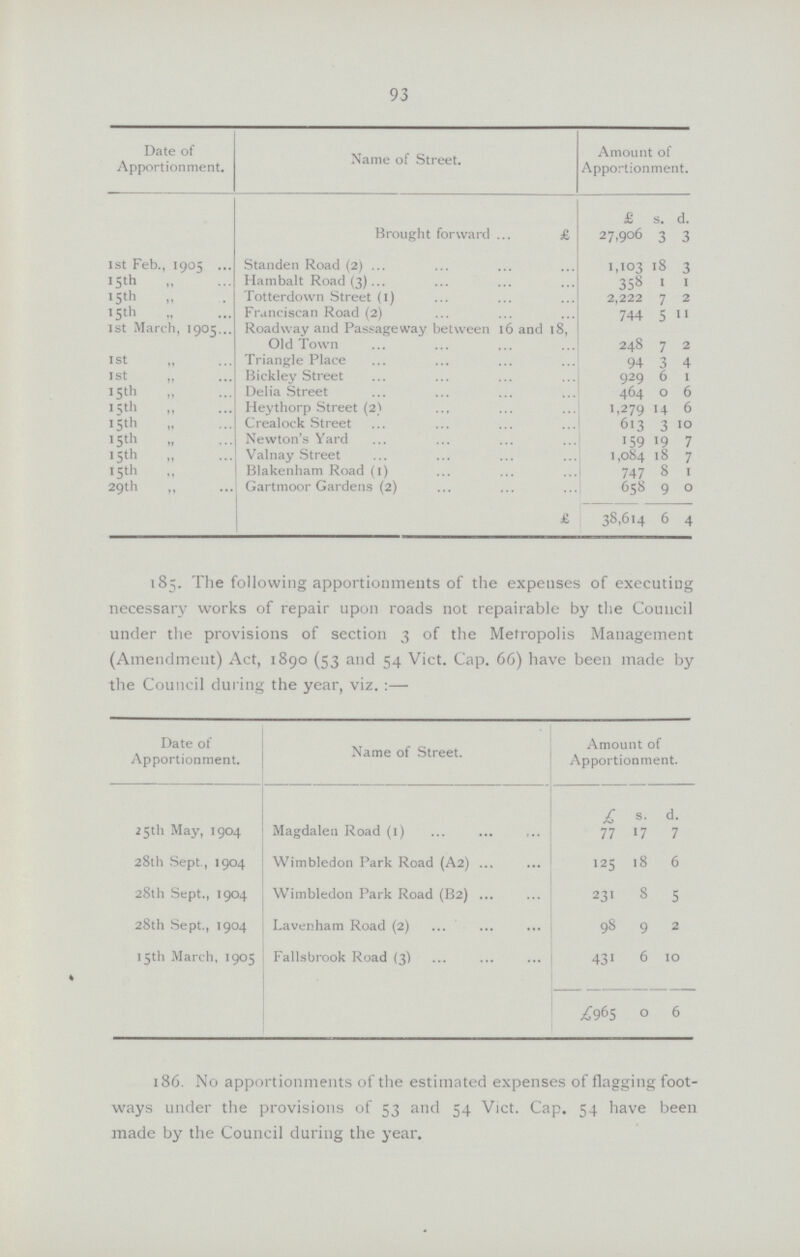 93
Date of Apportionment. Name of Street. Amount of Apportionment.
£ s. d.
Brought forward ... £ 27,906 3 3
1st Feb., 1905 ... Standen Road (2) ... ... ... ... 1,103 18 3
15th ,, ... Hambalt Road (3) ... ... ... ... 358 1 1
15th ,, . Totterdown Street (1) ... ... ... 2,222 7 2
15th ,, ... Franciscan Road (2) ... ... ... 744 5 11
1st March, 1905... Roadway and Passageway between 16 and 18,
Old Town ... ... ... ... 248 7 2
1st ,, ... Triangle Place ... ... ... ... 94 3 4
1st ,, ... Bickley Street ... ... ... ... 929 6 1
15th ,, ... Delia Street ... ... ... ... 464 0 6
15th ,, ... Heythorp Street (2) ... ... ... 1,279 14 6
15th ,, ... Crealock Street ... ... ... ... 613 3 10
15th ,, ... Newton's Yard ... ... ... ... 159 19 7
15th ,, ... Valnay Street ... ... ... ... 1,084 18 7
15th ,, Blakenham Road (1) ... ... ... 747 8 1
29th ,, ... Gartmoor Gardens (2) ... ... ... 658 9 0
£ 38,614 6 4
185. The following apportionments of the expenses of executing
necessary works of repair upon roads not repairable by the Council
under the provisions of section 3 of the Metropolis Management
(Amendment) Act, 1890 (53 and 54 Vict. Cap. 66) have been made by
the Council during the year, viz. :—
Date of Apportionment. Name of Street. Amount of Apportionment.
£ s. d.
25th May, 1904 Magdalen Road (1) ... ... ... 77 17 7
28th Sept., 1904 Wimbledon Park Road (A2) ... ... 125 18 6
28th Sept., 1904 Wimbledon Park Road (B2) ... ... 231 8 5
28th Sept., 1904 Lavenham Road (2) ... ... ... 98 9 2
15th March, 1905 Fallsbrook Road (3) ... ... ... 431 6 10
£965 0 6
186. No apportionments of the estimated expenses of flagging foot-
ways under the provisions of 53 and 54 Vict. Cap. 54 have been
made by the Council during the year.